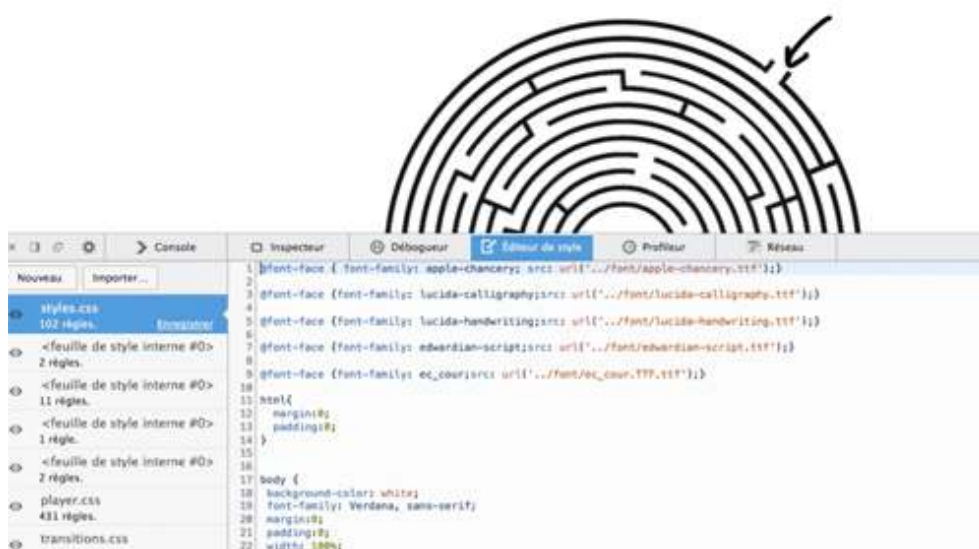 Console
Inspecteur
Débogueur
Éditeur de style
Profileur
Réseau
Nouveau
Importer...
styles.css
102 règles.
Enregistrer
<feuille de style interne #0>
2 règles.
<feuille de style interne #0>
11 règles.
<feuille de style interne #0>
1 règle.
<feuille de style interne #0>
2 règles.
player.css
431 règles.
transitions.css
1 @font-face { font-family: apple-chancery; src: url('../font/apple-chancery.ttf');}
2
3 @font-face {font-family: lucida-calligraphy;src: url('../font/lucida-calligraphy.ttf');}
4
5 @font-face {font-family: lucida-handwriting;src: url('../font/lucida-handwriting.ttf');}
6
7 @font-face {font-family: edwardian-script;src: url('../font/edwardian-script.ttf');}
8
9 @font-face {font-family: ec_cour;src: url('../font/ec_cour.TTF.ttf');}
10
11 html{
12 margin:0;
13 padding:0;
14 }
15
16
17 body {
18 background-color: white;
19 font-family: Verdana, sans-serif;
20 margin:0;
21 padding:0;
22 width: 100%;